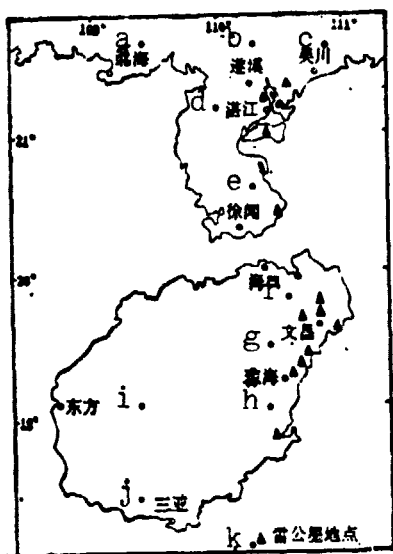 109° 110° 111°
a b c
北海 遂溪 吴川
d 湛江
21°
e
徐闻
20°
海口
f
文昌
g
琼海
东方 i h
19°
j 三亚
k 雷公墨地点